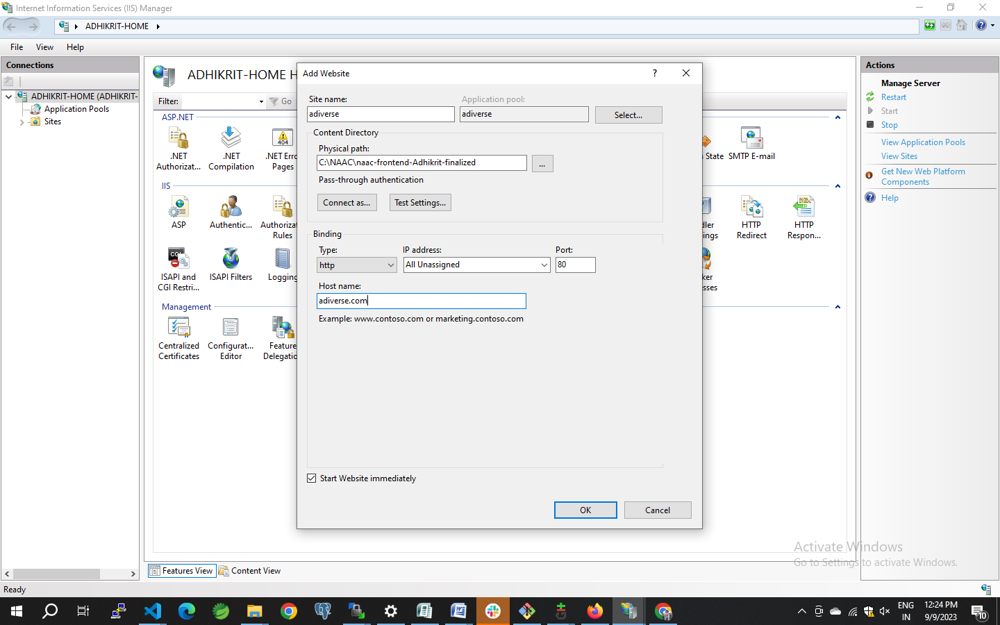 Internet Information Services (IIS) Manager
ADHIKRIT-HOME
File View Help
Connections
ADHIKRIT-HOME (ADHIKRIT-
Application Pools
Sites
ADHIKRIT-HOME H
Filter:
Go
ASP.NET
.NET Authorizat...
.NET Compilation
.NET Erro
Pages
State
SMTP E-mail
IIS
ASP
Authentic...
Authorizat
Rules
dler
ings
HTTP
Redirect
HTTP
Respon...
ISAPI and
CGI Restri...
ISAPI Filters
Logging
ker
esses
Management
Centralized
Certificates
Configurat...
Editor
Feature
Delegatio
Add Website
?
Site name:
Application pool:
adiverse
adiverse
Select...
Content Directory
Physical path:
C:\NAAC\naac-frontend-Adhikrit-finalized
...
Pass-through authentication
Connect as...
Test Settings...
Binding
Type:
IP address:
Port:
http
All Unassigned
80
Host name:
adiverse.com
Example: www.contoso.com or marketing.contoso.com
Start Website immediately
OK
Cancel
Actions
Manage Server
Restart
Start
Stop
View Application Pools
View Sites
Get New Web Platform
Components
Help
Activate Windows
Go to Settings to activate Windows.
Features View
Content View
Ready
ENG
IN
12:24 PM
9/9/2023
10